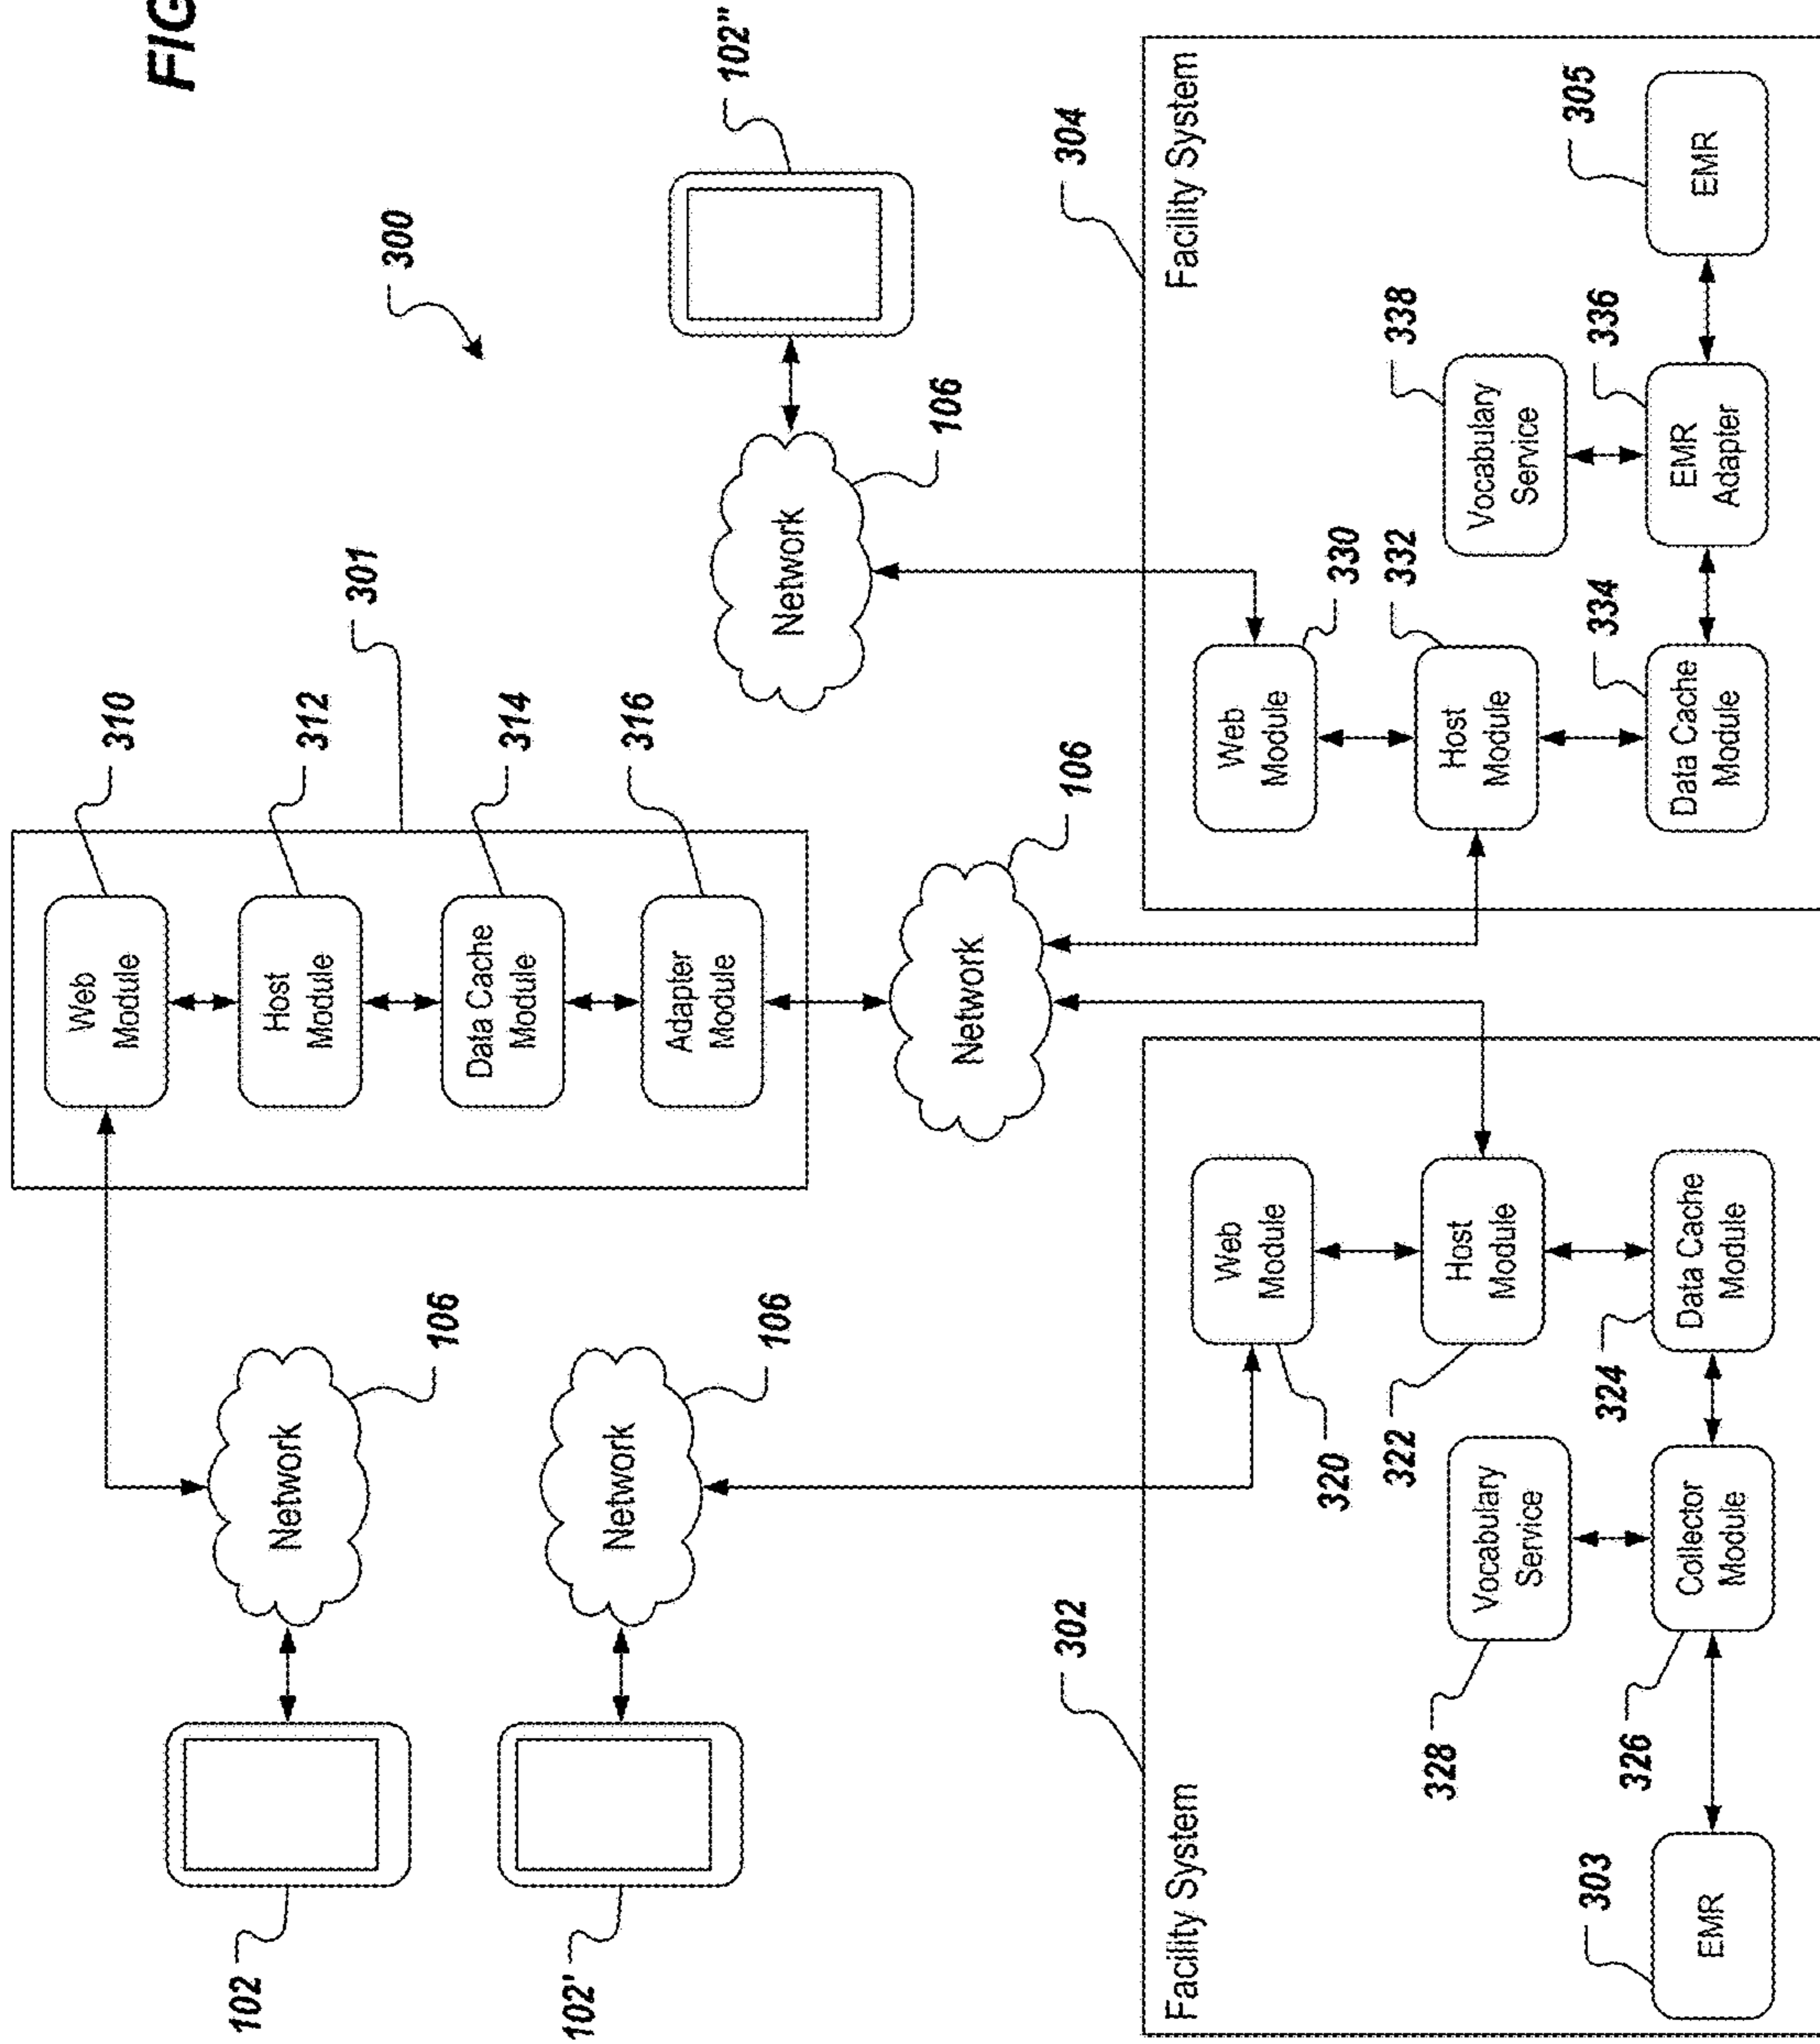 FIG
300
102
Network
106
102'
Network
106
301
Web
Module
310
Host
Module
312
Data Cache
Module
314
Adapter
Module
316
Network
106
102"
Network
106
302
Facility System
Web
Module
320
Host
Module
322
Data Cache
Module
324
Vocabulary
Service
328
Collector
Module
326
EMR
303
304
Facility System
Web
Module
330
Host
Module
332
Data Cache
Module
334
Vocabulary
Service
338
EMR
Adapter
336
EMR
305